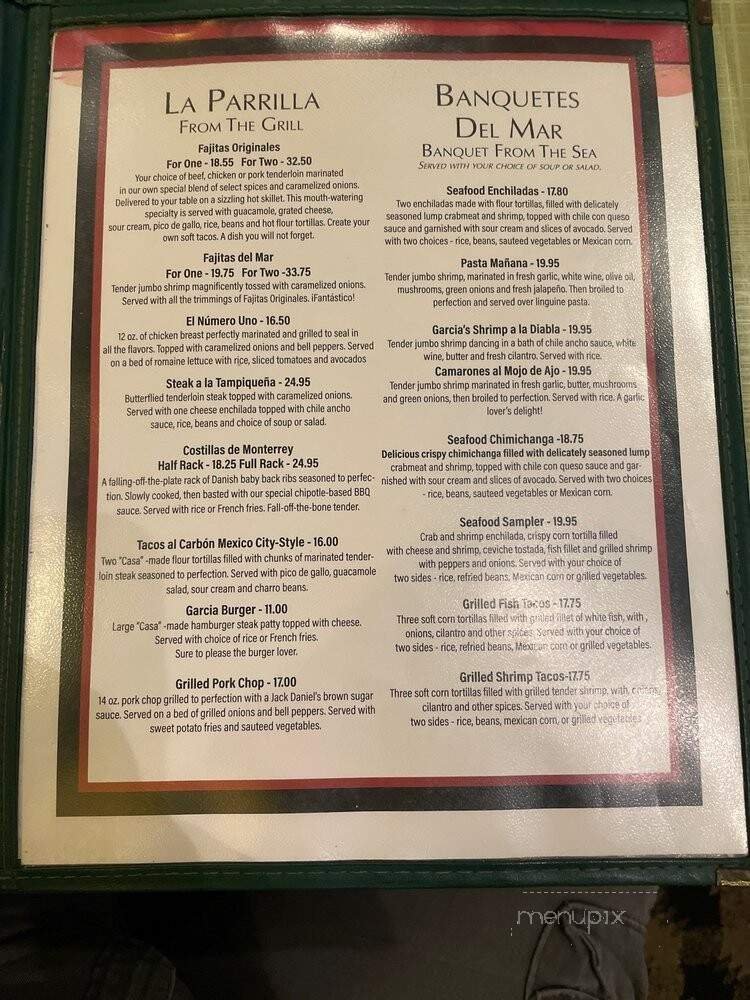 LA PARRILLA
FROM THE GRILL
Fajitas Originales
For One - 18.55 For Two - 32.50
Your choice of beef, chicken or pork tenderloin marinated
in our own special blend of select spices and caramelized onions.
Delivered to your table on a sizzling hot skillet. This mouth-watering
specialty is served with guacamole, grated cheese,
sour cream, pico de gallo, rice, beans and hot flour tortillas. Create your
own soft tacos. A dish you will not forget.
Fajitas del Mar
For One - 19.75 For Two -33.75
Tender jumbo shrimp magnificently tossed with caramelized onions.
Served with all the trimmings of Fajitas Originales. iFantástico!
El Número Uno - 16.50
12 oz. of chicken breast perfectly marinated and grilled to seal in
all the flavors. Topped with caramelized onions and bell peppers. Served
on a bed of romaine lettuce with rice, sliced tomatoes and avocados
Steak a la Tampiqueña - 24.95
Butterflied tenderloin steak topped with caramelized onions.
Served with one cheese enchilada topped with chile ancho
sauce, rice, beans and choice of soup or salad.
Costillas de Monterrey
Half Rack - 18.25 Full Rack - 24.95
A falling-off-the-plate rack of Danish baby back ribs seasoned to perfec-
tion. Slowly cooked, then basted with our special chipotle-based BBQ
sauce. Served with rice or French fries. Fall-off-the-bone tender.
Tacos al Carbón Mexico City-Style - 16.00
Two "Casa" -made flour tortillas filled with chunks of marinated tender-
loin steak seasoned to perfection. Served with pico de gallo, guacamole
salad, sour cream and charro beans.
Garcia Burger - 11.00
Large "Casa" -made hamburger steak patty topped with cheese.
Served with choice of rice or French fries.
Sure to please the burger lover.
Grilled Pork Chop - 17.00
14 oz. pork chop grilled to perfection with a Jack Daniel's brown sugar
sauce. Served on a bed of grilled onions and bell peppers. Served with
sweet potato fries and sauteed vegetables.
BANQUETES
DEL MAR
BANQUET FROM THE SEA
SERVED WITH YOUR CHOICE OF SOUP OR SALAD.
Seafood Enchiladas - 17.80
Two enchiladas made with flour tortillas, filled with delicately
seasoned lump crabmeat and shrimp, topped with chile con queso
sauce and garnished with sour cream and slices of avocado. Served
with two choices - rice, beans, sauteed vegetables or Mexican corn.
Pasta Mañana - 19.95
Tender jumbo shrimp, marinated in fresh garlic, white wine, olive oil,
mushrooms, green onions and fresh jalapeño. Then broiled to
perfection and served over linguine pasta.
Garcia's Shrimp a la Diabla - 19.95
Tender jumbo shrimp dancing in a bath of chile ancho sauce, white
wine, butter and fresh cilantro. Served with rice.
Camarones al Mojo de Ajo - 19.95
Tender jumbo shrimp marinated in fresh garlic, butter, mushrooms
and green onions, then broiled to perfection. Served with rice. A garlic
lover's delight!
Seafood Chimichanga -18.75
Delicious crispy chimichanga filled with delicately seasoned lump
crabmeat and shrimp, topped with chile con queso sauce and gar-
nished with sour cream and slices of avocado. Served with two choices
- rice, beans, sauteed vegetables or Mexican corn.
Seafood Sampler - 19.95
Crab and shrimp enchilada, crispy corn tortilla filled
with cheese and shrimp, ceviche tostada, fish fillet and grilled shrimp
with peppers and onions. Served with your choice of
two sides - rice, refried beans, Mexican corn or grilled vegetables.
Grilled Fish Tacos - 17.75
Three soft corn tortillas filled with grilled fillet of white fish, with ,
onions, cilantro and other spices. Served with your choice of
two sides - rice, refried beans, Mexican corn or grilled vegetables.
Grilled Shrimp Tacos-17.75
Three soft corn tortillas filled with grilled tender shrimp, with, onions,
cilantro and other spices. Served with your choice of
two sides - rice, beans, mexican corn, or grilled vegetables
menupix